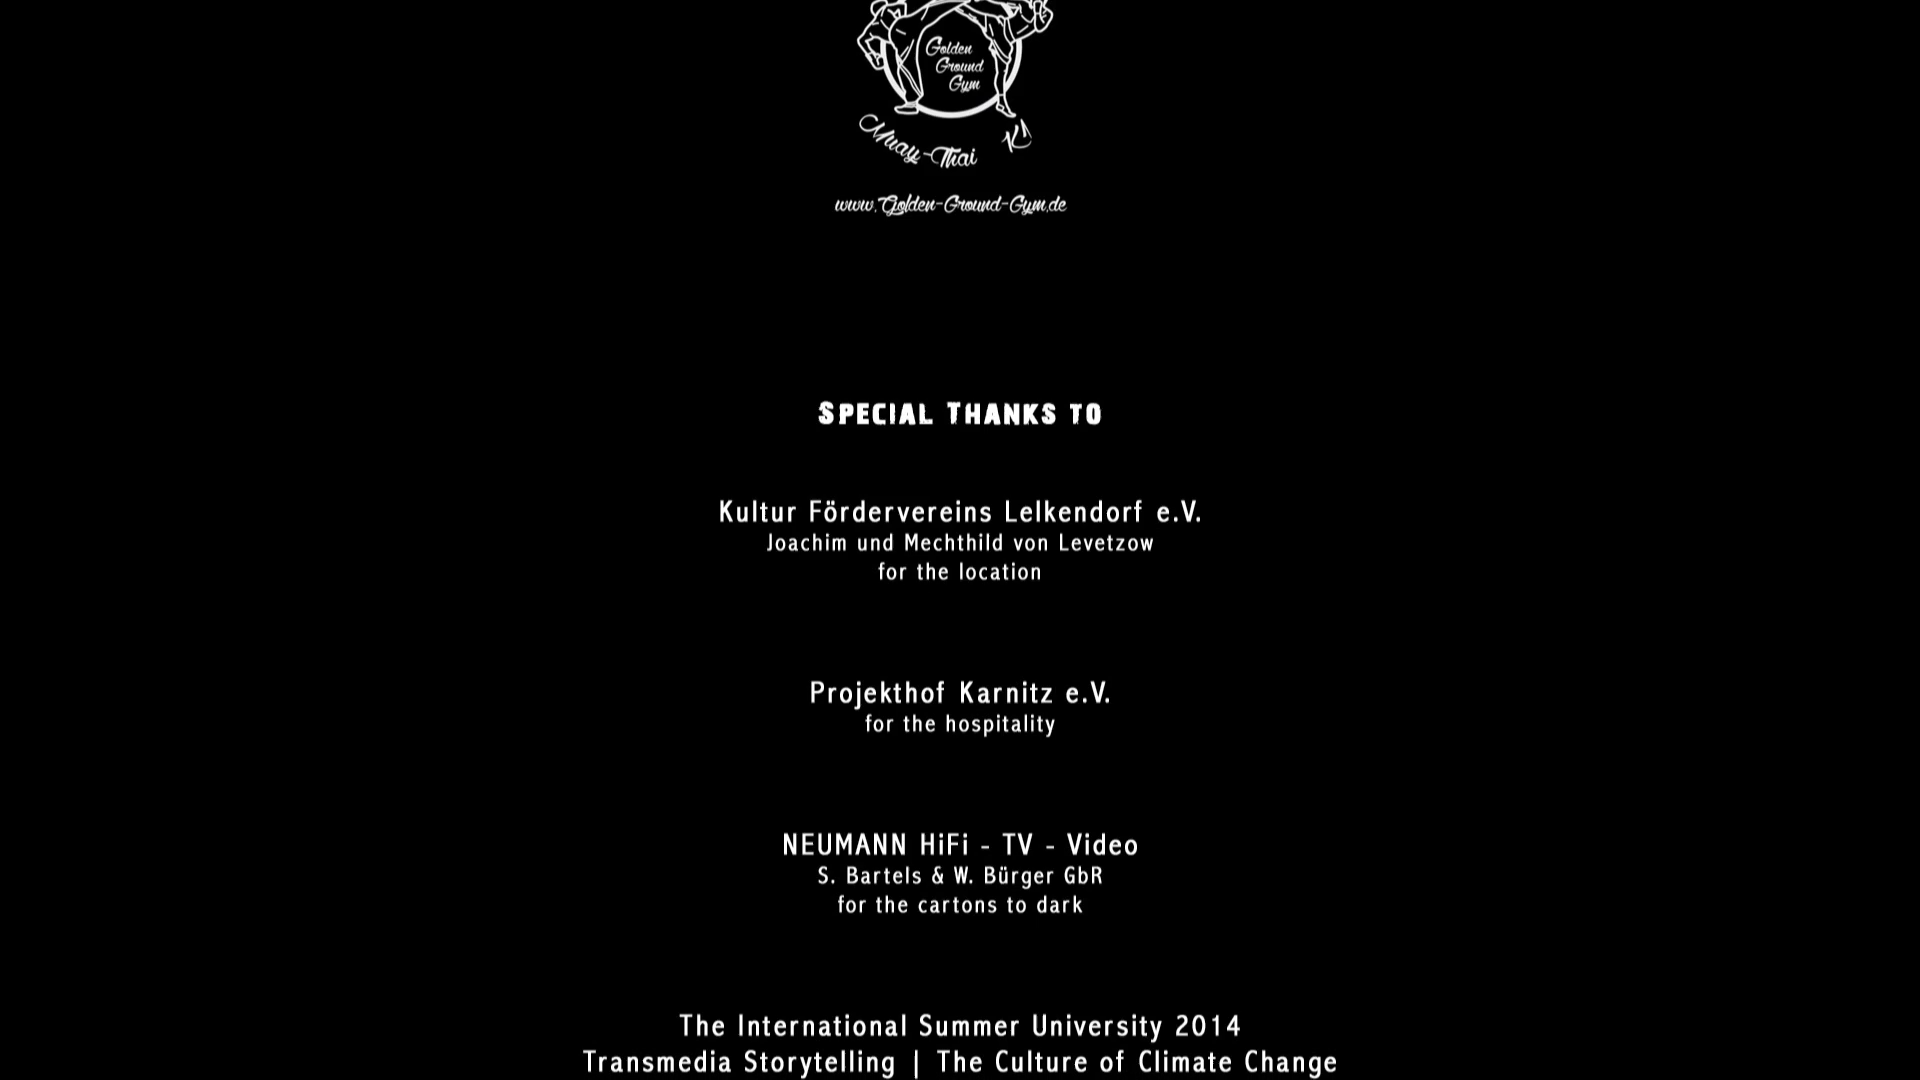 Golden
Ground
Gym
Muay-Thai K1
www.Golden-Ground-Gym.de
SPECIAL THANKS TO
Kultur Fördervereins Lelkendorf e.V.
Joachim und Mechthild von Levetzow
for the location
Projekthof Karnitz e.V.
for the hospitality
NEUMANN HiFi - TV - Video
S. Bartels & W. Bürger GbR
for the cartons to dark
The International Summer University 2014
Transmedia Storytelling | The Culture of Climate Change